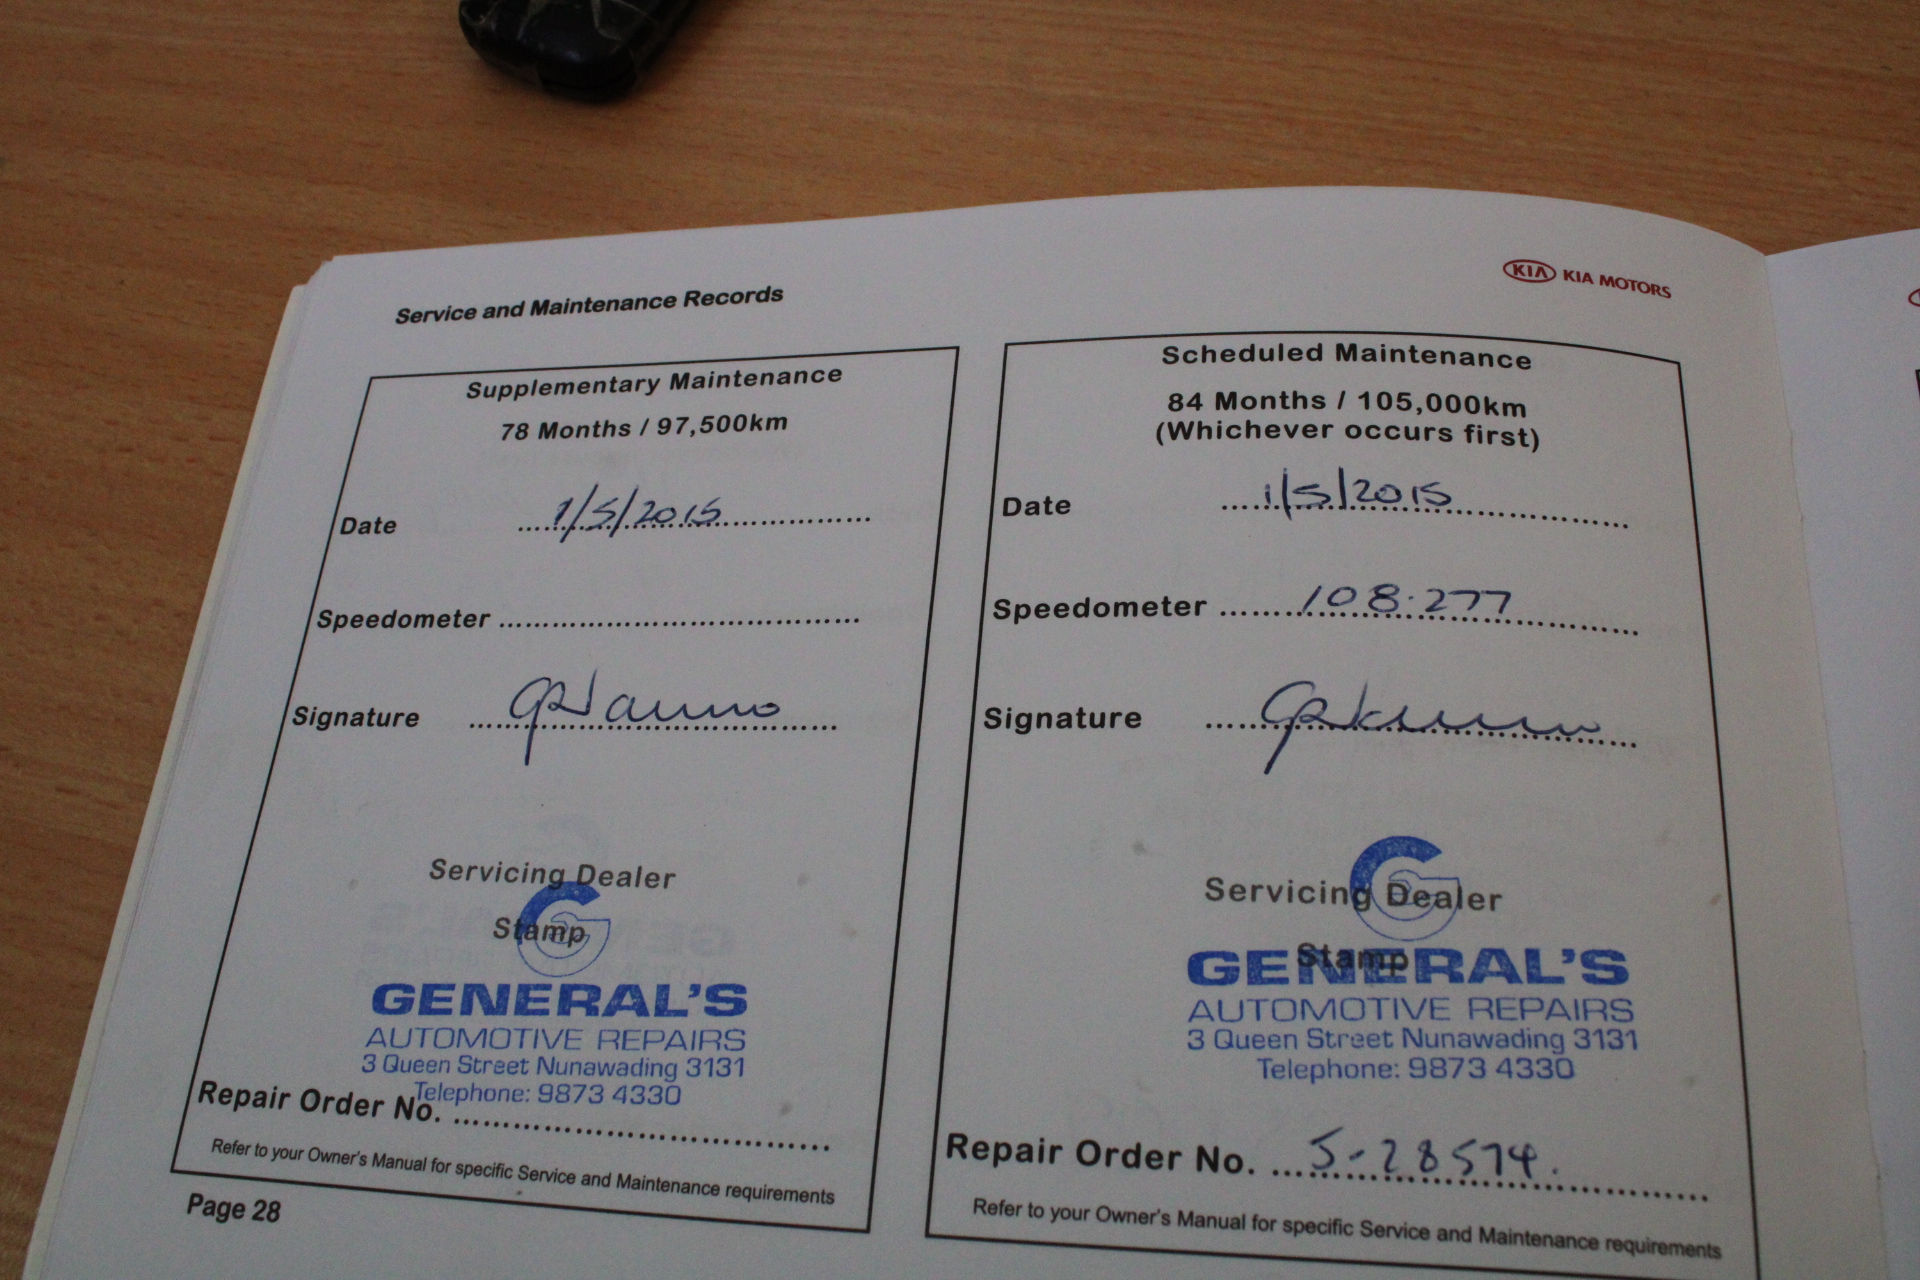 Service and Maintenance Records
KIA KIA MOTORS
Supplementary Maintenance
78 Months / 97,500km
Date 1/5/2015
Speedometer
Signature
Servicing Dealer
Stamp
GENERAL'S
AUTOMOTIVE REPAIRS
3 Queen Street Nunawading 3131
Telephone: 9873 4330
Repair Order No.
Refer to your Owner's Manual for specific Service and Maintenance requirements
Page 28
Scheduled Maintenance
84 Months / 105,000km
(Whichever occurs first)
Date 1/5/2015
Speedometer 108.277
Signature
Servicing Dealer
Stamp
GENERAL'S
AUTOMOTIVE REPAIRS
3 Queen Street Nunawading 3131
Telephone: 9873 4330
Repair Order No. J-28574.
Refer to your Owner's Manual for specific Service and Maintenance requirements